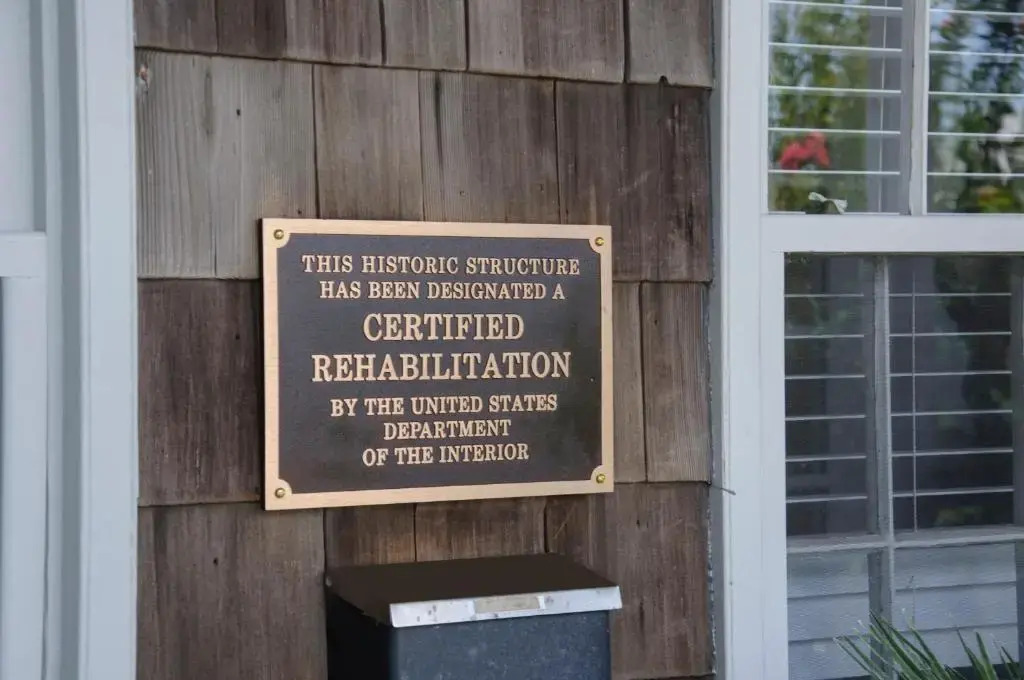 THIS HISTORIC STRUCTURE
HAS BEEN DESIGNATED A
CERTIFIED
REHABILITATION
BY THE UNITED STATES
DEPARTMENT
OF THE INTERIOR